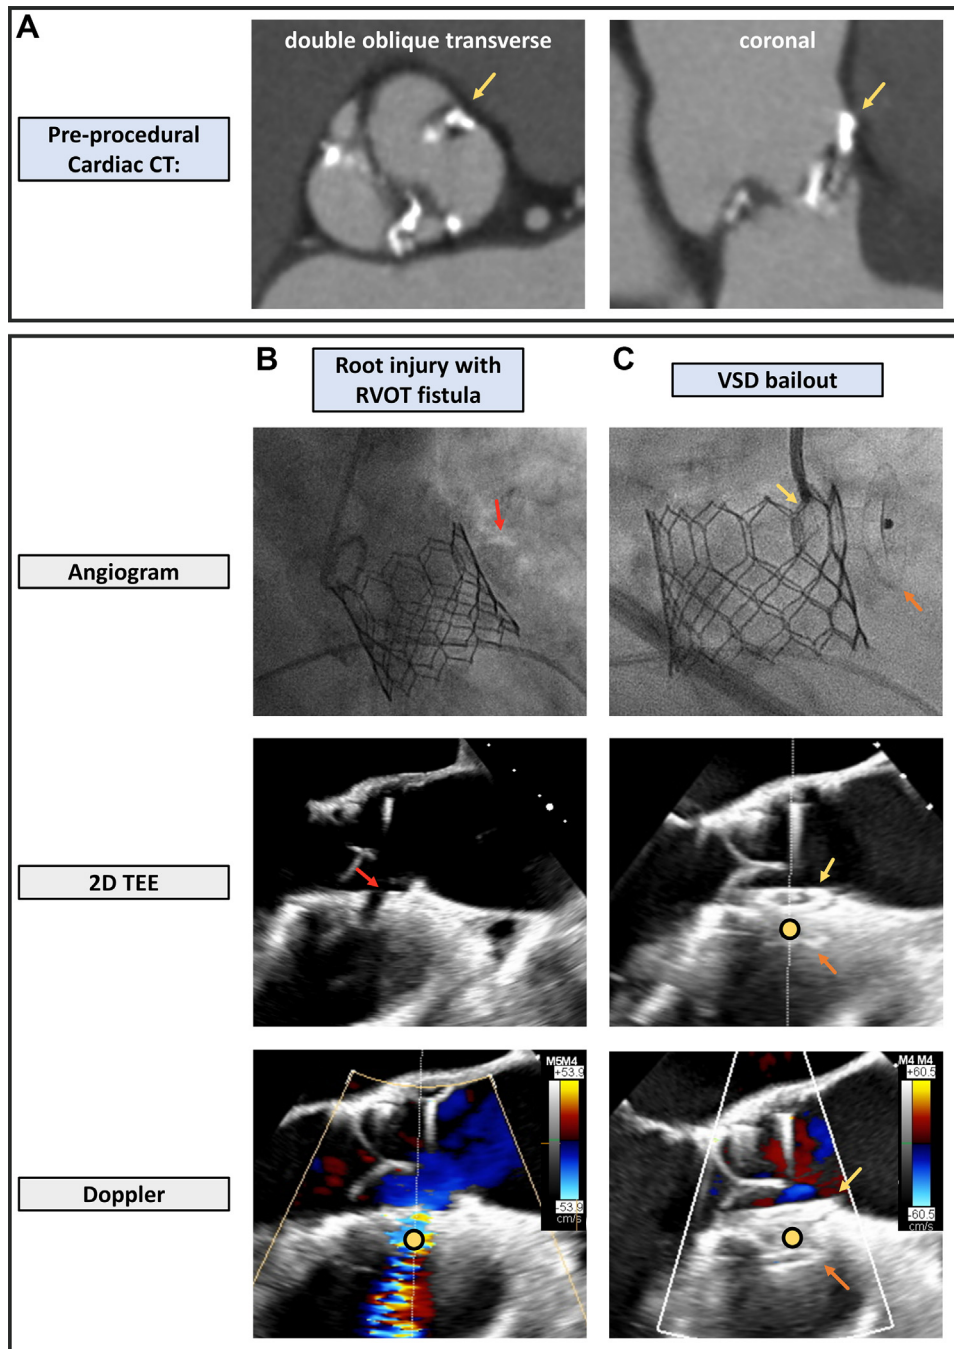 A
double oblique transverse
coronal
Pre-procedural
Cardiac CT:
B
Root injury with
RVOT fistula
C
VSD bailout
Angiogram
2D TEE
M5M4
+53.9
-53.9
cm/s
M4 M4
+60.5
-60.5
cm/s
Doppler